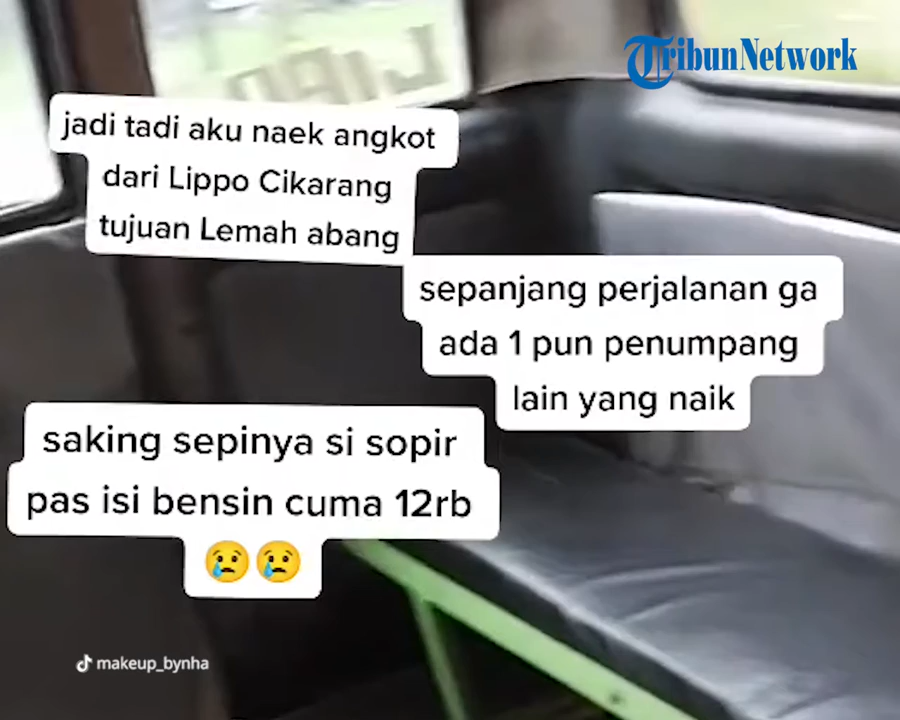 TribunNetwork
LIPPO
jadi tadi aku naek angkot
dari Lippo Cikarang
tujuan Lemah abang
sepanjang perjalanan ga
ada 1 pun penumpang
lain yang naik
saking sepinya si sopir
pas isi bensin cuma 12rb
😢😢
makeup_bynha